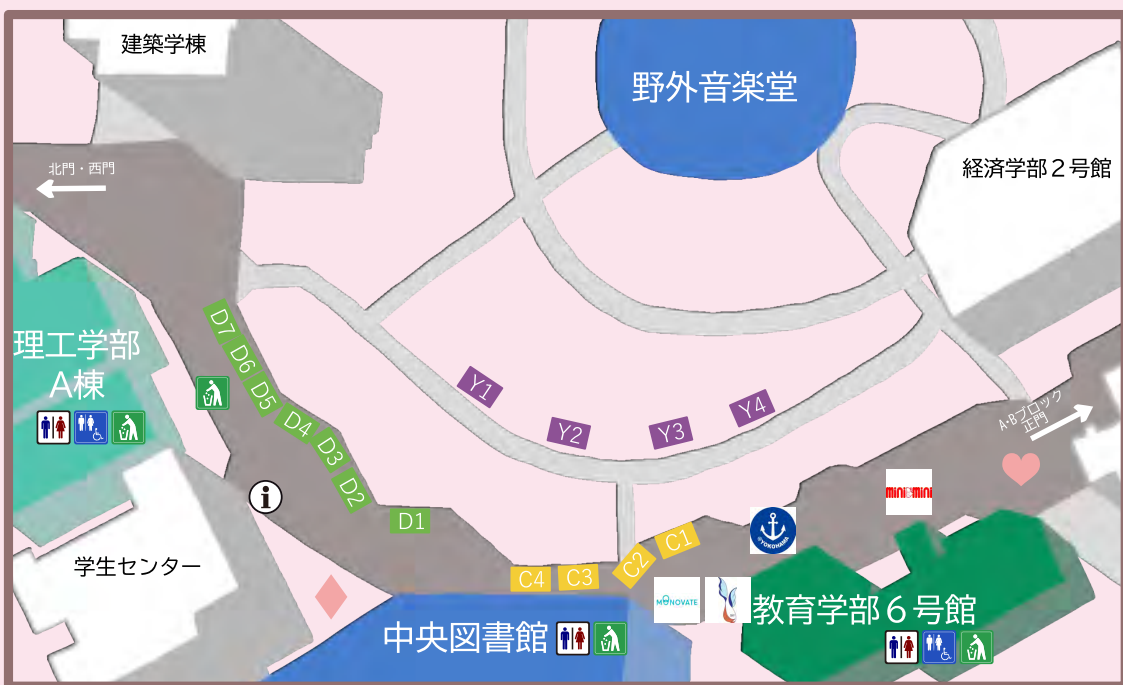 建築学棟
野外音楽堂
北門・西門
経済学部２号館
理工学部
A棟
D7
D6
D5
D4
D3
D2
D1
Y1
Y2
Y3
Y4
A・Bブロック
正門
mini mini
@YOKOHAMA
i
学生センター
C4
C3
C2
C1
MONOVATE
教育学部６号館
中央図書館